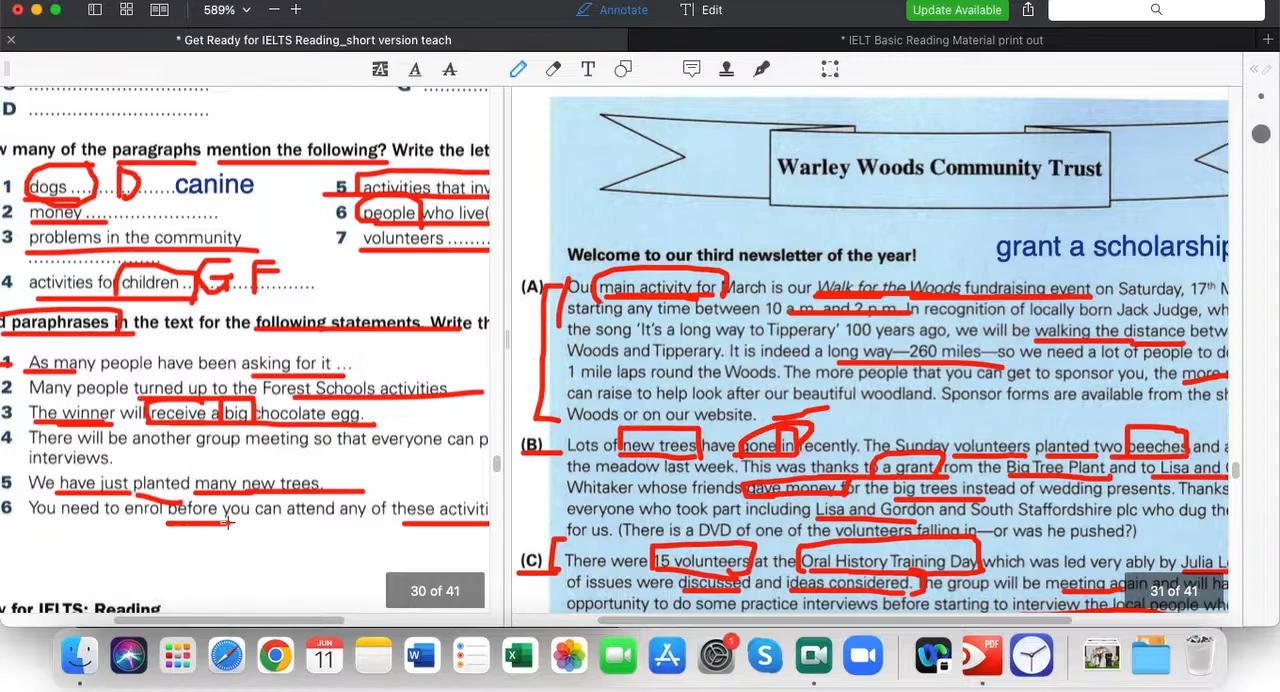 589%
Annotate
Edit
Update Available
* Get Ready for IELTS Reading_short version teach
* IELT Basic Reading Material print out
D
w many of the paragraphs mention the following? Write the let
1 dogs D canine
2 money
3 problems in the community
4 activities for children G F
5 activities that inv
6 people who live(
7 volunteers
d paraphrases in the text for the following statements. Write th
1 As many people have been asking for it ...
2 Many people turned up to the Forest Schools activities
3 The winner will receive a big chocolate egg.
4 There will be another group meeting so that everyone can p
interviews.
5 We have just planted many new trees.
6 You need to enrol before you can attend any of these activiti
30 of 41
y for IELTS: Reading
Warley Woods Community Trust
grant a scholarship
Welcome to our third newsletter of the year!
(A) Our main activity for March is our Walk for the Woods fundraising event on Saturday, 17th M
starting any time between 10 a.m. and 2 p.m. In recognition of locally born Jack Judge, wh
the song 'It's a long way to Tipperary' 100 years ago, we will be walking the distance betw
Woods and Tipperary. It is indeed a long way—260 miles—so we need a lot of people to do
1 mile laps round the Woods. The more people that you can get to sponsor you, the more
can raise to help look after our beautiful woodland. Sponsor forms are available from the sh
Woods or on our website.
(B) Lots of new trees have gone in recently. The Sunday volunteers planted two beeches and a
the meadow last week. This was thanks to a grant from the Big Tree Plant and to Lisa and
Whitaker whose friends gave money for the big trees instead of wedding presents. Thanks
everyone who took part including Lisa and Gordon and South Staffordshire plc who dug the
for us. (There is a DVD of one of the volunteers falling in—or was he pushed?)
(C) There were 15 volunteers at the Oral History Training Day which was led very ably by Julia L
of issues were discussed and ideas considered. The group will be meeting again and will ha
opportunity to do some practice interviews before starting to interview the local people wh
31 of 41
JUN
11
1
PDF